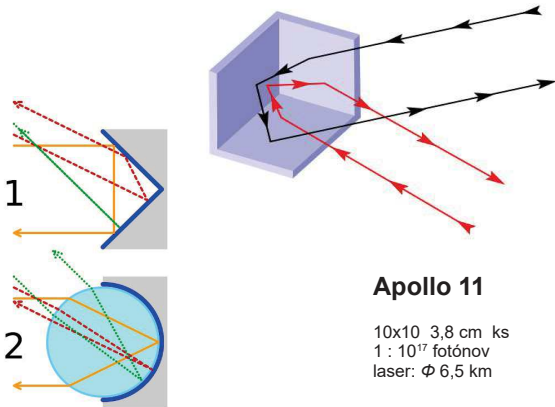 1
2
Apollo 11
10x10 3,8 cm ks
1 : 10¹⁷ fotónov
laser: Φ 6,5 km